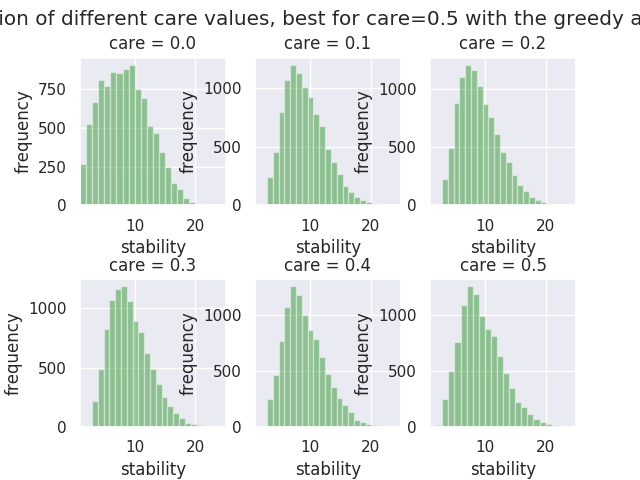 ion of different care values, best for care=0.5 with the greedy a
care = 0.0
care = 0.1
care = 0.2
frequency
750
500
250
0
10
20
stability
frequency
1000
500
0
10
20
stability
frequency
1000
500
0
10
20
stability
care = 0.3
care = 0.4
care = 0.5
frequency
1000
500
0
10
20
stability
frequency
1000
500
0
10
20
stability
frequency
1000
500
0
10
20
stability